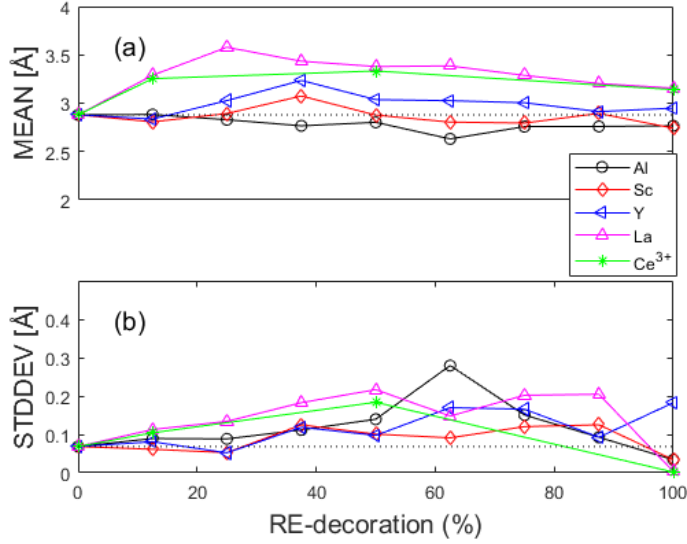 (a)
MEAN [Å]
4
3.5
3
2.5
2
Al
Sc
Y
La
Ce3+
(b)
STDDEV [Å]
0.4
0.3
0.2
0.1
0
0 20 40 60 80 100
RE-decoration (%)